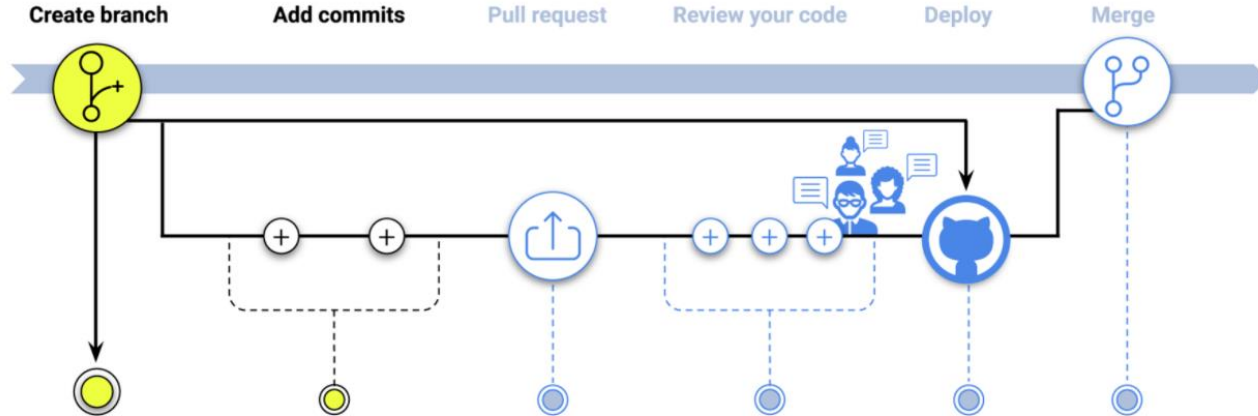 Create branch
Add commits
Pull request
Review your code
Deploy
Merge